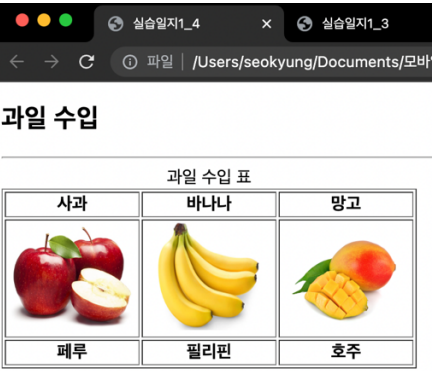 실습일지1_4
실습일지1_3
파일 /Users/seokyung/Documents/모바
과일 수입
과일 수입 표
사과 바나나 망고
페루 필리핀 호주